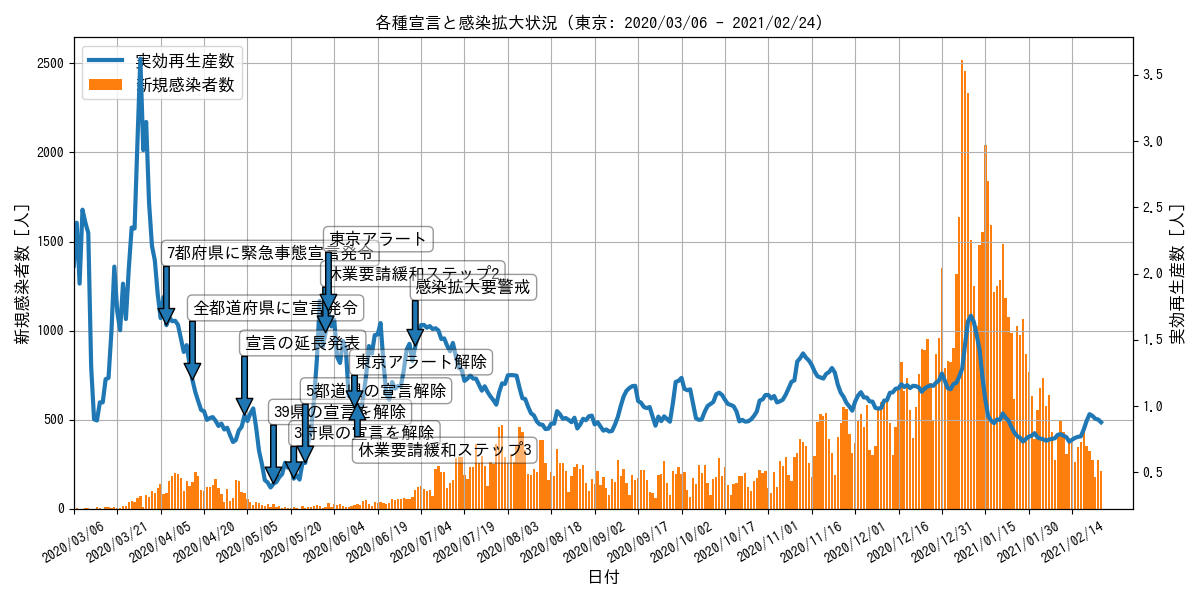 各種宣言と感染拡大状況 (東京: 2020/03/06 - 2021/02/24)
実効再生産数
新規感染者数
2500
2000
1500
1000
500
0
新規感染者数 [人]
3.5
3.0
2.5
2.0
1.5
1.0
0.5
実効再生産数 [人]
東京アラート
7都府県に緊急事態宣言発令
休業要請緩和ステップ2
感染拡大要警戒
全都道府県に宣言発令
宣言の延長発表
東京アラート解除
5都道県の宣言解除
39県の宣言を解除
3府県の宣言を解除
休業要請緩和ステップ3
2020/03/06
2020/03/21
2020/04/05
2020/04/20
2020/05/05
2020/05/20
2020/06/04
2020/06/19
2020/07/04
2020/07/19
2020/08/03
2020/08/18
2020/09/02
2020/09/17
2020/10/02
2020/10/17
2020/11/01
2020/11/16
2020/12/01
2020/12/16
2020/12/31
2021/01/15
2021/01/30
2021/02/14
日付